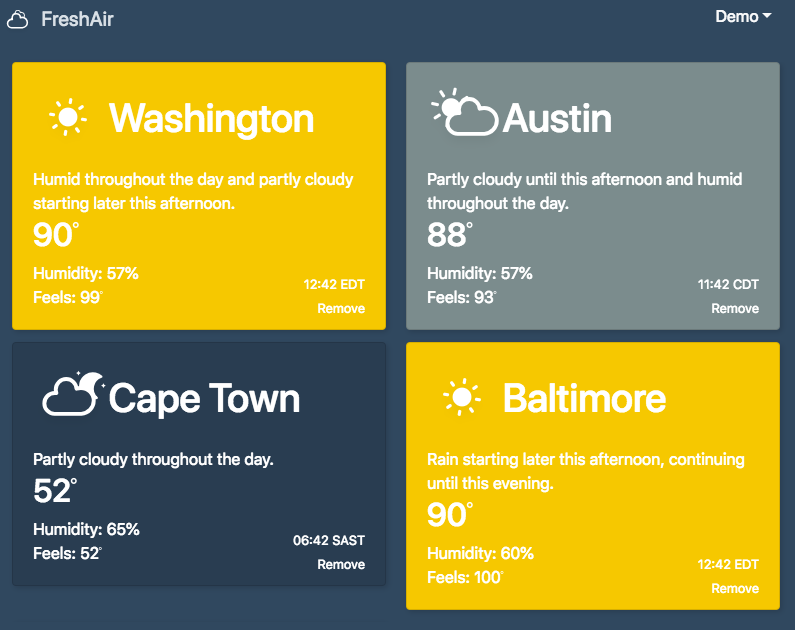 FreshAir
Demo
Washington
Humid throughout the day and partly cloudy
starting later this afternoon.
90°
Humidity: 57%
Feels: 99°
12:42 EDT
Remove
Austin
Partly cloudy until this afternoon and humid
throughout the day.
88°
Humidity: 57%
Feels: 93°
11:42 CDT
Remove
Cape Town
Partly cloudy throughout the day.
52°
Humidity: 65%
Feels: 52°
06:42 SAST
Remove
Baltimore
Rain starting later this afternoon, continuing
until this evening.
90°
Humidity: 60%
Feels: 100°
12:42 EDT
Remove